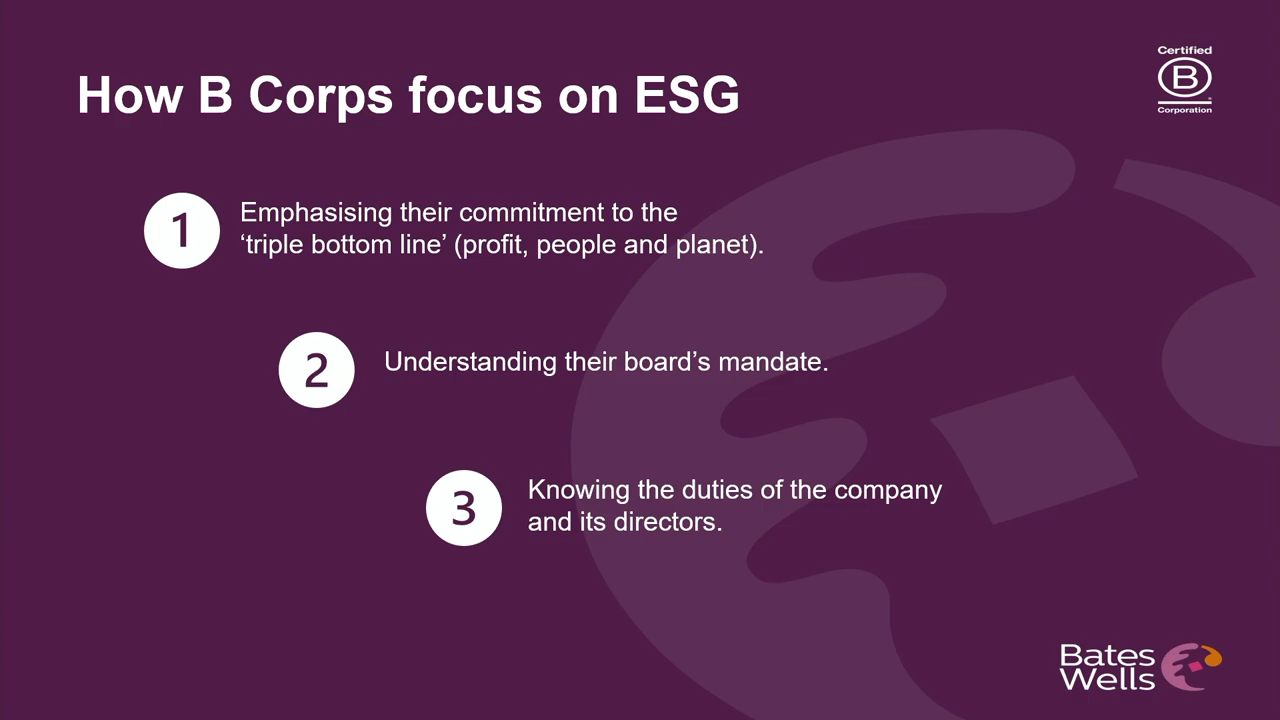 How B Corps focus on ESG
Certified
B
Corporation
1
Emphasising their commitment to the
‘triple bottom line’ (profit, people and planet).
2
Understanding their board’s mandate.
3
Knowing the duties of the company
and its directors.
Bates
Wells